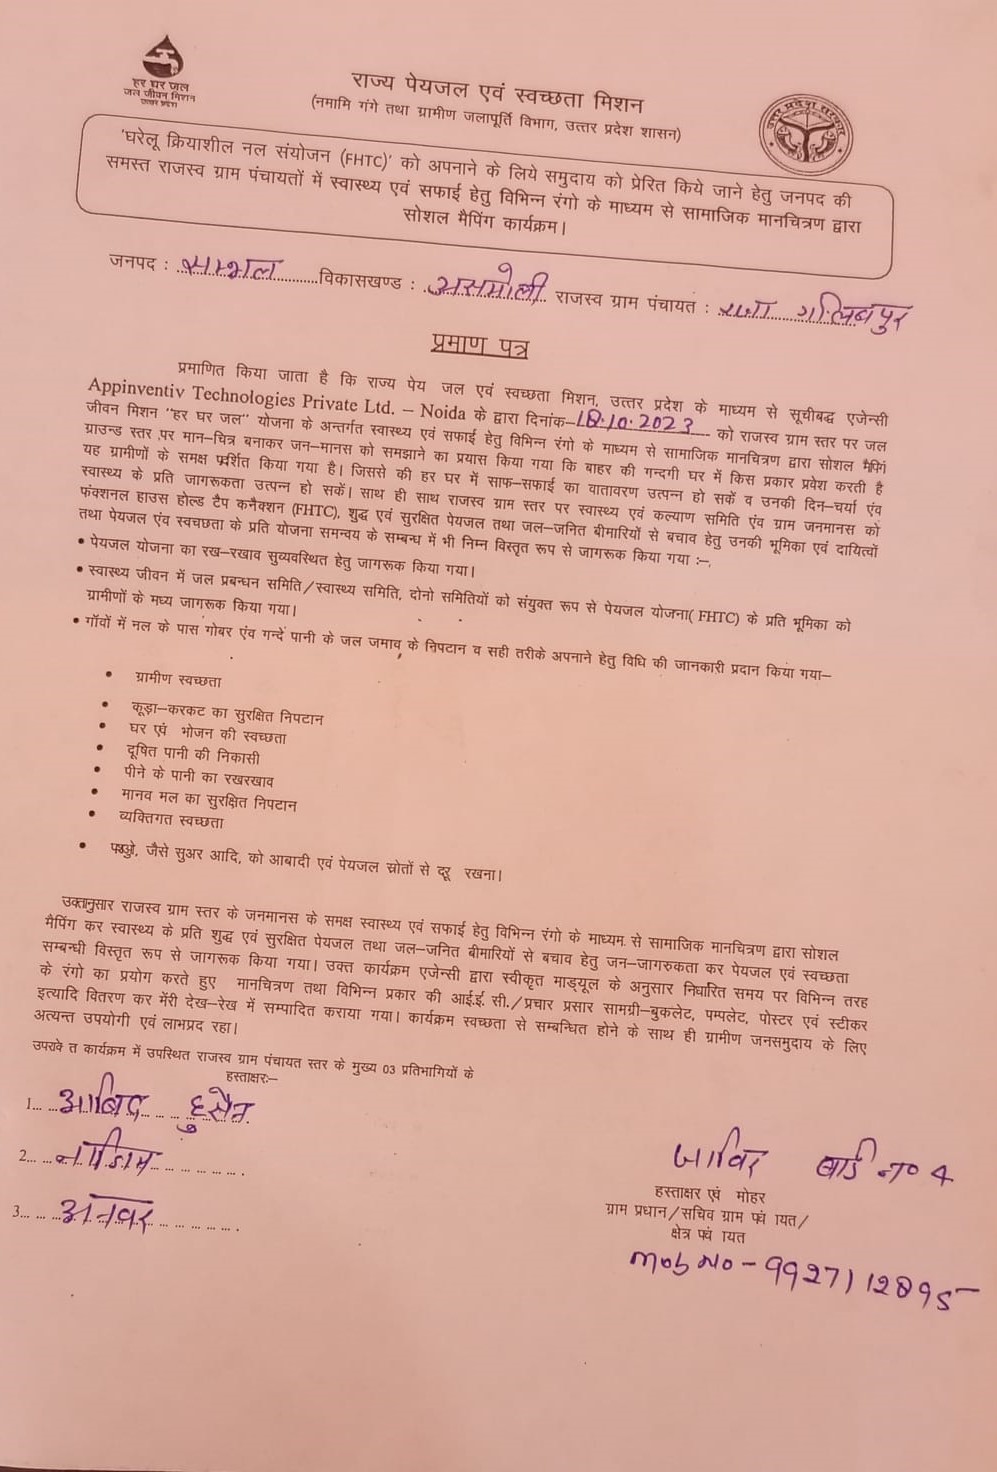 हर घर जल
जल जीवन मिशन
उत्तर प्रदेश
राज्य पेयजल एवं स्वच्छता मिशन
(नमामि गंगे तथा ग्रामीण जलापूर्ति विभाग, उत्तर प्रदेश शासन)
उत्तर प्रदेश सरकार
'घरेलू क्रियाशील नल संयोजन (FHTC)' को अपनाने के लिये समुदाय को प्रेरित किये जाने हेतु जनपद की
समस्त राजस्व ग्राम पंचायतों में स्वास्थ्य एवं सफाई हेतु विभिन्न रंगो के माध्यम से सामाजिक मानचित्रण द्वारा
सोशल मैपिंग कार्यक्रम।
जनपद : सम्भल विकासखण्ड : असमोली राजस्व ग्राम पंचायत :
प्रमाण पत्र
प्रमाणित किया जाता है कि राज्य पेय जल एवं स्वच्छता मिशन, उत्तर प्रदेश के माध्यम से सूचीबद्ध एजेन्सी
Appinventiv Technologies Private Ltd. – Noida के द्वारा दिनांक–18.10.2023 को राजस्व ग्राम स्तर पर जल
जीवन मिशन "हर घर जल" योजना के अन्तर्गत स्वास्थ्य एवं सफाई हेतु विभिन्न रंगो के माध्यम से सामाजिक मानचित्रण द्वारा सोशल मैपिंग
ग्राउन्ड स्तर पर मान–चित्र बनाकर जन–मानस को समझाने का प्रयास किया गया कि बाहर की गन्दगी घर में किस प्रकार प्रवेश करती है
यह ग्रामीणों के समक्ष प्रर्शित किया गया है। जिससे की हर घर में साफ–सफाई का वातावरण उत्पन्न हो सकें व उनकी दिन–चर्या एंव
स्वास्थ्य के प्रति जागरूकता उत्पन्न हो सकें। साथ ही साथ राजस्व ग्राम स्तर पर स्वास्थ्य एवं कल्याण समिति एंव ग्राम जनमानस को
फंक्शनल हाउस होल्ड टैप कनैक्शन (FHTC), शुद्ध एवं सुरक्षित पेयजल तथा जल–जनित बीमारियों से बचाव हेतु उनकी भूमिका एवं दायित्वों
तथा पेयजल एंव स्वच्छता के प्रति योजना समन्वय के सम्बन्ध में भी निम्न विस्तृत रूप से जागरूक किया गया :–
• पेयजल योजना का रख–रखाव सुव्यवस्थित हेतु जागरूक किया गया।
• स्वास्थ्य जीवन में जल प्रबन्धन समिति/स्वास्थ्य समिति, दोनो समितियों को संयुक्त रूप से पेयजल योजना( FHTC) के प्रति भूमिका को
ग्रामीणों के मध्य जागरूक किया गया।
• गॉवों में नल के पास गोबर एंव गन्दें पानी के जल जमाव के निपटान व सही तरीके अपनाने हेतु विधि की जानकारी प्रदान किया गया–
• ग्रामीण स्वच्छता
• कूड़ा–करकट का सुरक्षित निपटान
• घर एवं भोजन की स्वच्छता
• दूषित पानी की निकासी
• पीने के पानी का रखरखाव
• मानव मल का सुरक्षित निपटान
• व्यक्तिगत स्वच्छता
• जैसे सुअर आदि, को आबादी एवं पेयजल स्रोतों से दूर रखना।
उक्तानुसार राजस्व ग्राम स्तर के जनमानस के समक्ष स्वास्थ्य एवं सफाई हेतु विभिन्न रंगो के माध्यम से सामाजिक मानचित्रण द्वारा सोशल
मैपिंग कर स्वास्थ्य के प्रति शुद्ध एवं सुरक्षित पेयजल तथा जल–जनित बीमारियों से बचाव हेतु जन–जागरुकता कर पेयजल एवं स्वच्छता
सम्बन्धी विस्तृत रूप से जागरूक किया गया। उक्त कार्यक्रम एजेन्सी द्वारा स्वीकृत माड्यूल के अनुसार निर्धारित समय पर विभिन्न तरह
के रंगो का प्रयोग करते हुए मानचित्रण तथा विभिन्न प्रकार की आई.ई. सी./प्रचार प्रसार सामग्री–बुकलेट, पम्पलेट, पोस्टर एवं स्टीकर
इत्यादि वितरण कर मेंरी देख–रेख में सम्पादित कराया गया। कार्यक्रम स्वच्छता से सम्बन्धित होने के साथ ही ग्रामीण जनसमुदाय के लिए
अत्यन्त उपयोगी एवं लाभप्रद रहा।
कार्यक्रम में उपस्थित राजस्व ग्राम पंचायत स्तर के मुख्य 03 प्रतिभागियों के
हस्ताक्षरः–
1... आबिद हुसैन
2... नाजिम
3... अनवर
वार्ड न० 4
हस्ताक्षर एवं मोहर
ग्राम प्रधान/सचिव ग्राम पंचायत/
क्षेत्र पंचायत
mob No – 9927112895